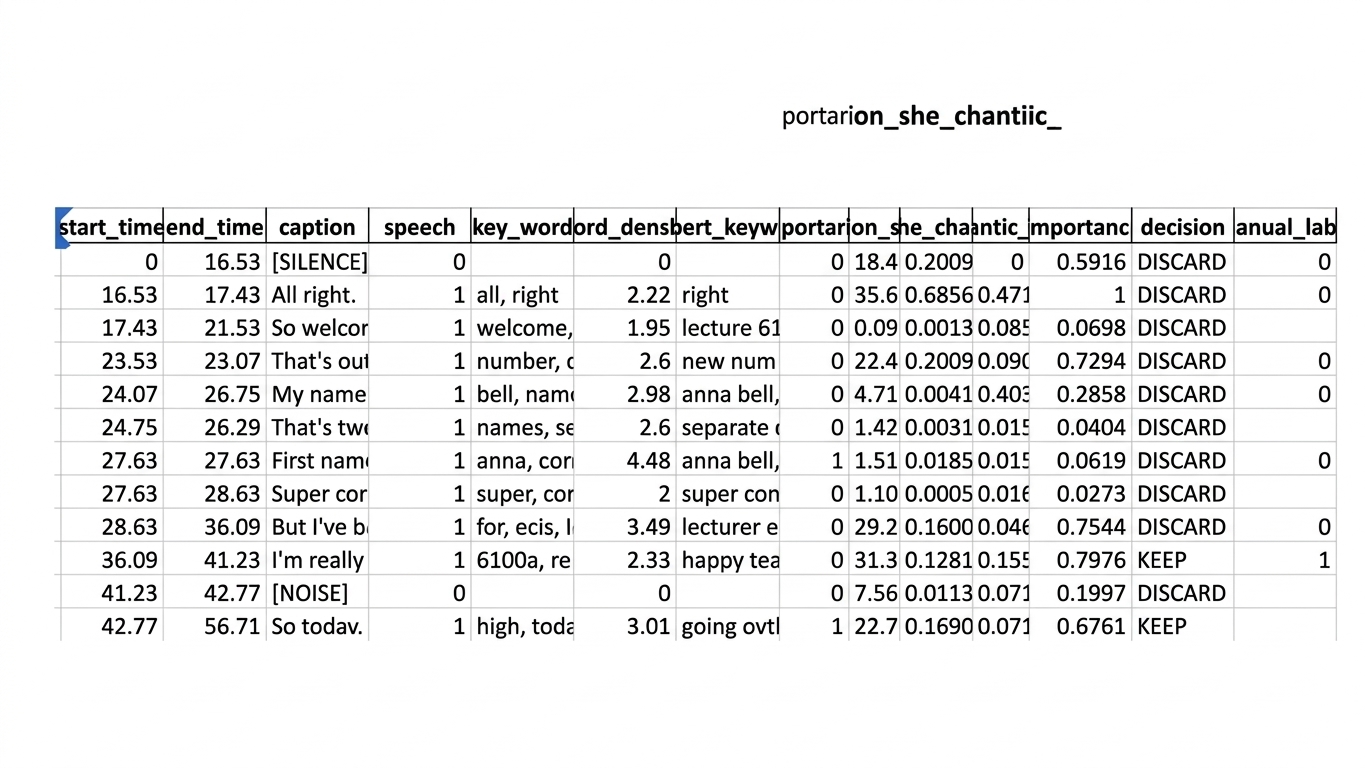 portarion_she_chantiic_
start_time end_time caption speech key_word ord_dens bert_keyw portari ion_s he_cha antic_ mportanc decision anual_lab
0 16.53 [SILENCE] 0 0 0 18.4 0.2009 0 0.5916 DISCARD 0
16.53 17.43 All right. 1 all, right 2.22 right 0 35.6 0.6856 0.471 1 DISCARD 0
17.43 21.53 So welcor 1 welcome, 1.95 lecture 61 0 0.09 0.0013 0.085 0.0698 DISCARD
23.53 23.07 That's out 1 number, c 2.6 new num 0 22.4 0.2009 0.090 0.7294 DISCARD 0
24.07 26.75 My name 1 bell, name 2.98 anna bell, 0 4.71 0.0041 0.403 0.2858 DISCARD 0
24.75 26.29 That's two 1 names, se 2.6 separate 0 1.42 0.0031 0.015 0.0404 DISCARD
27.63 27.63 First name 1 anna, cor 4.48 anna bell, 1 1.51 0.0185 0.015 0.0619 DISCARD 0
27.63 28.63 Super cor 1 super, cor 2 super con 0 1.10 0.0005 0.016 0.0273 DISCARD
28.63 36.09 But I've b 1 for, ecis, l 3.49 lecturer e 0 29.2 0.1600 0.046 0.7544 DISCARD 0
36.09 41.23 I'm really 1 6100a, re 2.33 happy tea 0 31.3 0.1281 0.155 0.7976 KEEP 1
41.23 42.77 [NOISE] 0 0 0 7.56 0.0113 0.071 0.1997 DISCARD
42.77 56.71 So today. 1 high, toda 3.01 going ovtl 1 22.7 0.1690 0.071 0.6761 KEEP